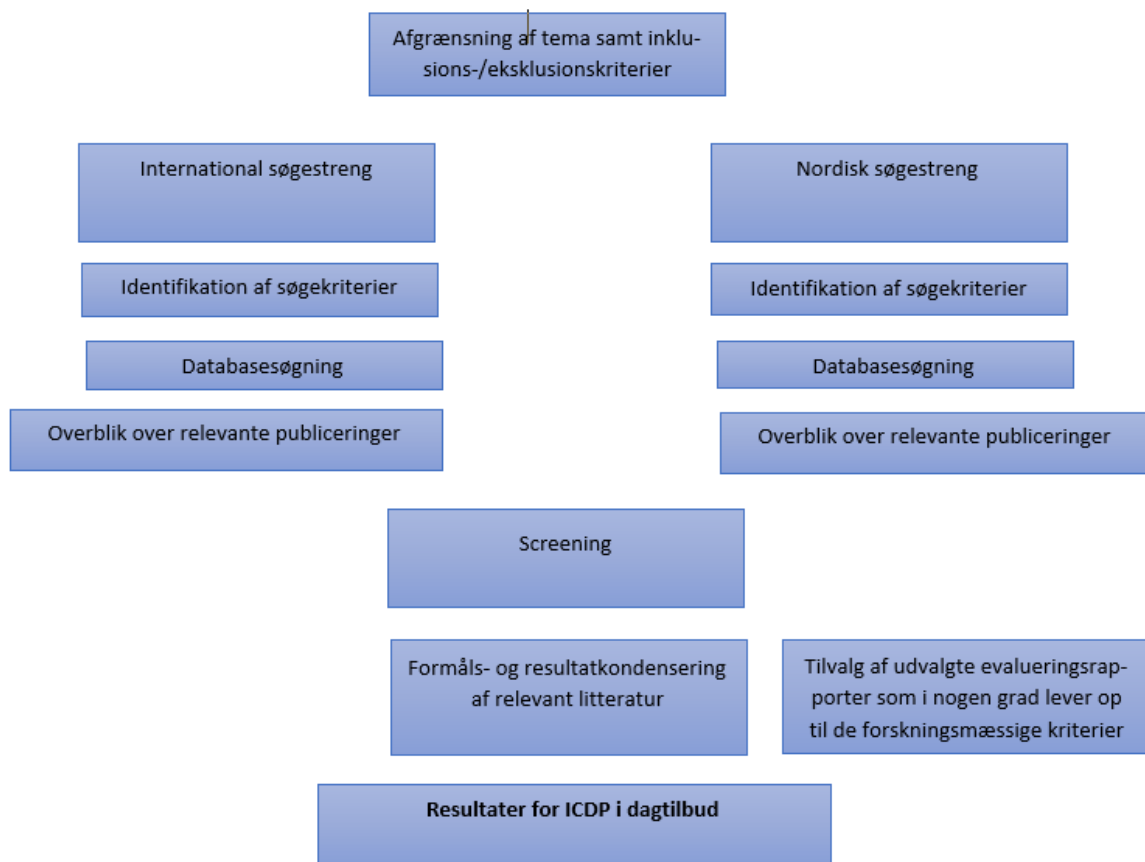 Afgrænsning af tema samt inklu-
sions-/eksklusionskriterier
International søgestreng
Nordisk søgestreng
Identifikation af søgekriterier
Identifikation af søgekriterier
Databasesøgning
Databasesøgning
Overblik over relevante publiceringer
Overblik over relevante publiceringer
Screening
Formåls- og resultatkondensering
af relevant litteratur
Tilvalg af udvalgte evalueringsrap-
porter som i nogen grad lever op
til de forskningsmæssige kriterier
Resultater for ICDP i dagtilbud